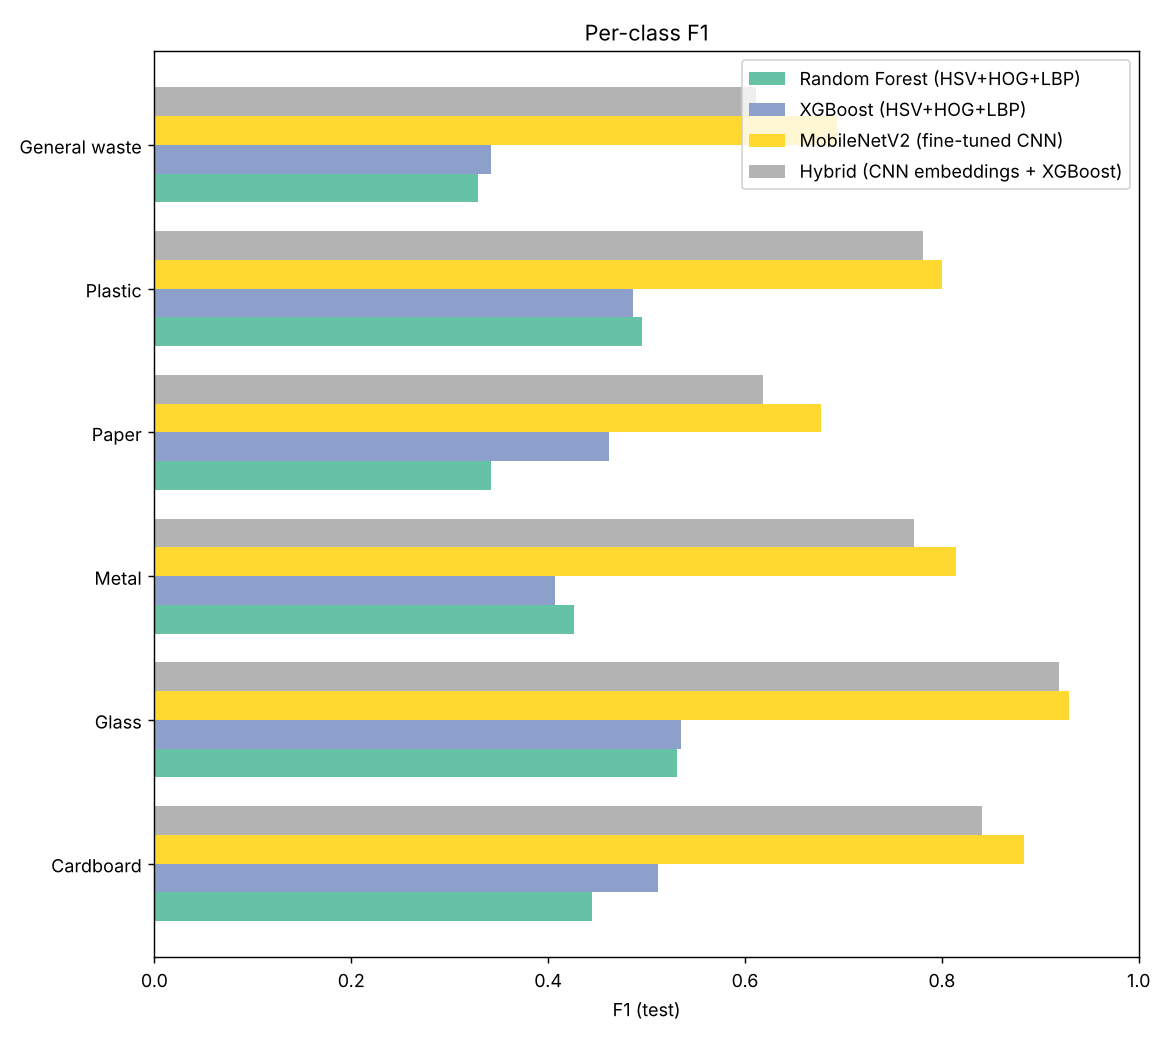 Per-class F1
Random Forest (HSV+HOG+LBP)
XGBoost (HSV+HOG+LBP)
MobileNetV2 (fine-tuned CNN)
Hybrid (CNN embeddings + XGBoost)
General waste
Plastic
Paper
Metal
Glass
Cardboard
0.0 0.2 0.4 0.6 0.8 1.0
F1 (test)